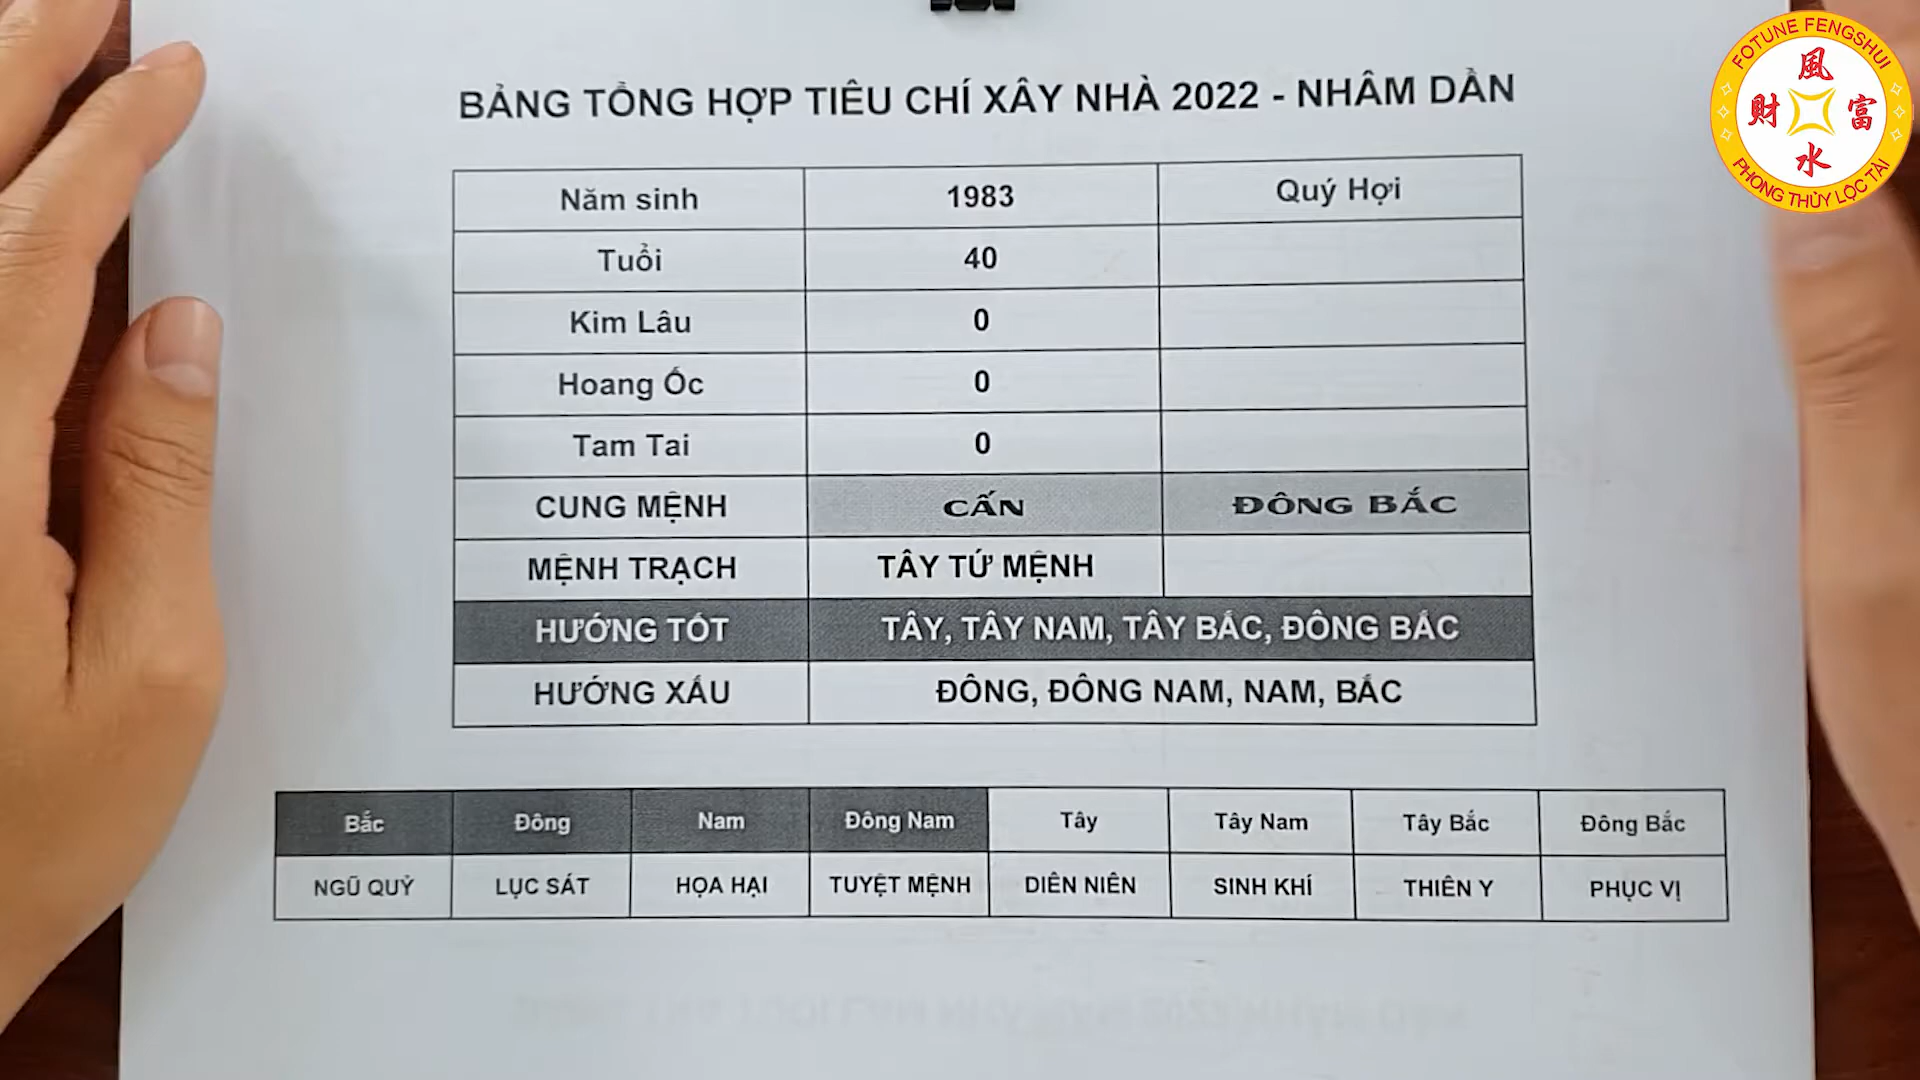 BẢNG TỔNG HỢP TIÊU CHÍ XÂY NHÀ 2022 - NHÂM DẦN
Năm sinh 1983 Quý Hợi
Tuổi 40
Kim Lâu 0
Hoang Ốc 0
Tam Tai 0
CUNG MỆNH CẤN ĐÔNG BẮC
MỆNH TRẠCH TÂY TỨ MỆNH
HƯỚNG TỐT TÂY, TÂY NAM, TÂY BẮC, ĐÔNG BẮC
HƯỚNG XẤU ĐÔNG, ĐÔNG NAM, NAM, BẮC
Bắc Đông Nam Đông Nam Tây Tây Nam Tây Bắc Đông Bắc
NGŨ QUỶ LỤC SÁT HỌA HẠI TUYỆT MỆNH DIÊN NIÊN SINH KHÍ THIÊN Y PHỤC VỊ
FOTUNE FENGSHUI
風
財 富
水
PHONG THỦY LỘC TÀI